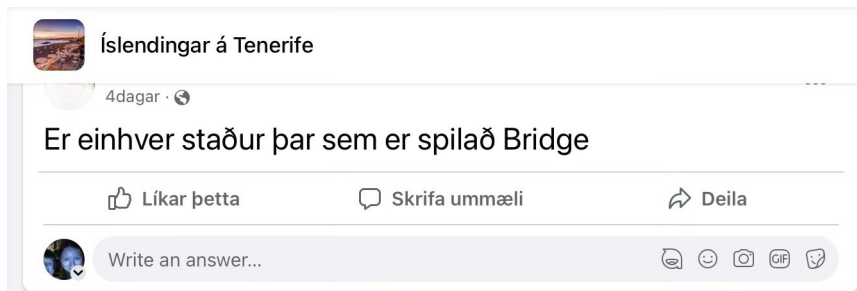 Íslendingar á Tenerife
4dagar ·
Er einhver staður þar sem er spilað Bridge
Líkar þetta
Skrifa ummæli
Deila
Write an answer...
GIF